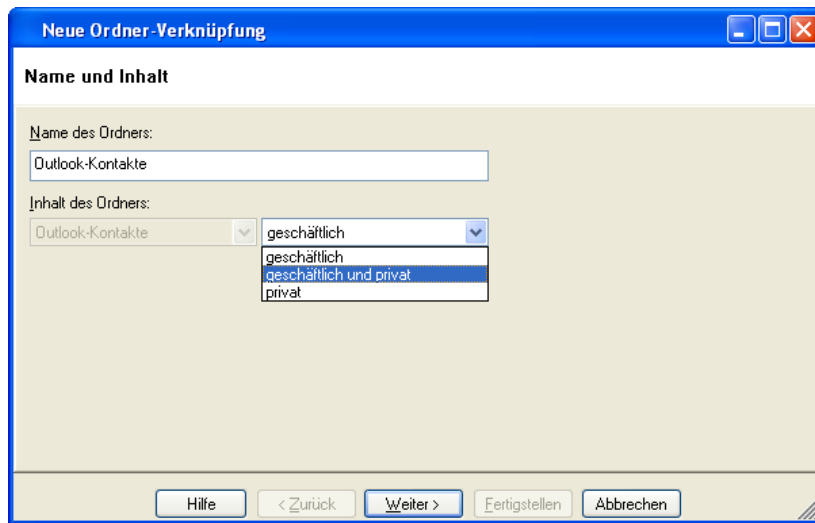 Neue Ordner-Verknüpfung
Name und Inhalt
Name des Ordners:
Outlook-Kontakte
Inhalt des Ordners:
Outlook-Kontakte geschäftlich
geschäftlich
geschäftlich und privat
privat
Hilfe < Zurück Weiter > Fertigstellen Abbrechen